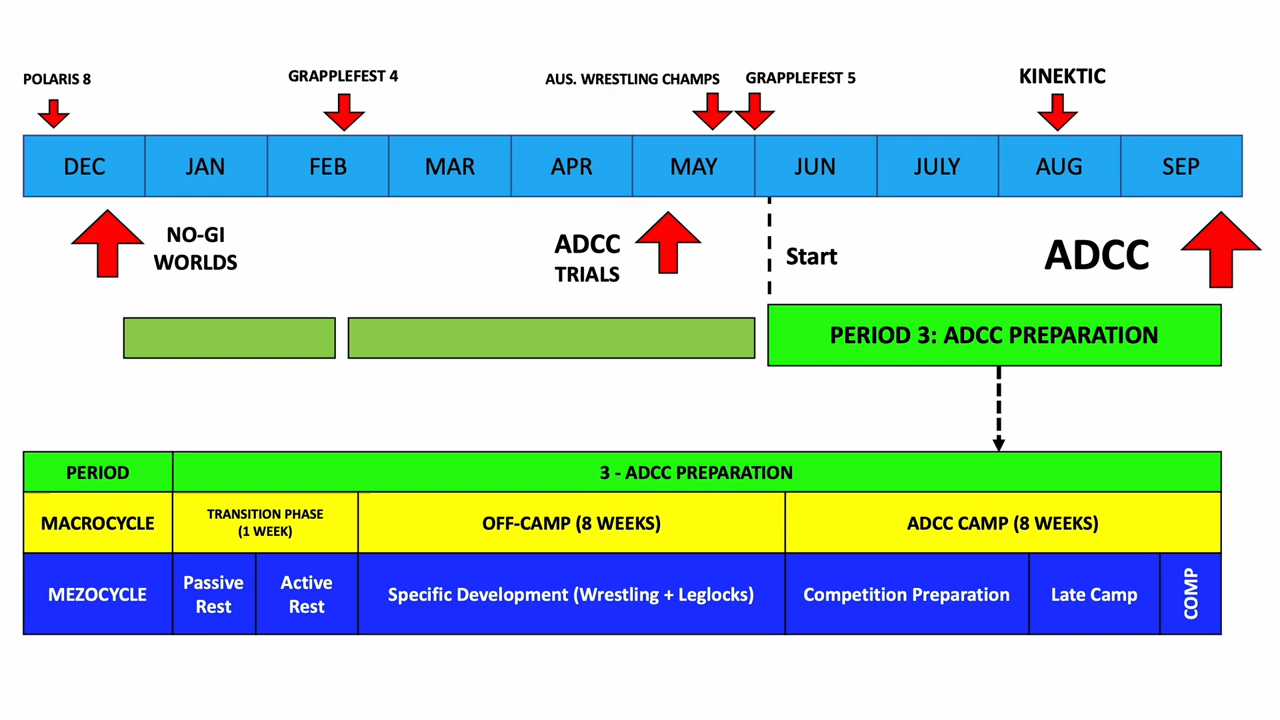 POLARIS 8
GRAPPLEFEST 4
AUS. WRESTLING CHAMPS
GRAPPLEFEST 5
KINEKTIC
DEC
JAN
FEB
MAR
APR
MAY
JUN
JULY
AUG
SEP
NO-GI
WORLDS
ADCC
TRIALS
Start
ADCC
PERIOD 3: ADCC PREPARATION
PERIOD
3 - ADCC PREPARATION
MACROCYCLE
TRANSITION PHASE
(1 WEEK)
OFF-CAMP (8 WEEKS)
ADCC CAMP (8 WEEKS)
MEZOCYCLE
Passive
Rest
Active
Rest
Specific Development (Wrestling + Leglocks)
Competition Preparation
Late Camp
COMP